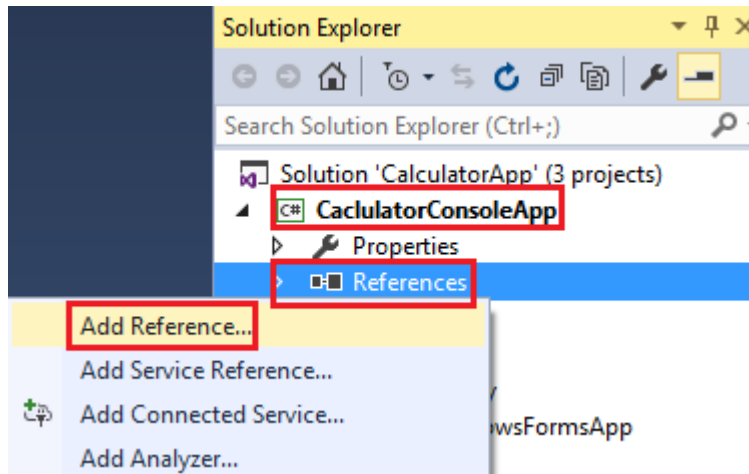 Solution Explorer
Search Solution Explorer (Ctrl+;)
Solution 'CalculatorApp' (3 projects)
C# CaclulatorConsoleApp
Properties
References
Add Reference...
Add Service Reference...
Add Connected Service...
wsFormsApp
Add Analyzer...